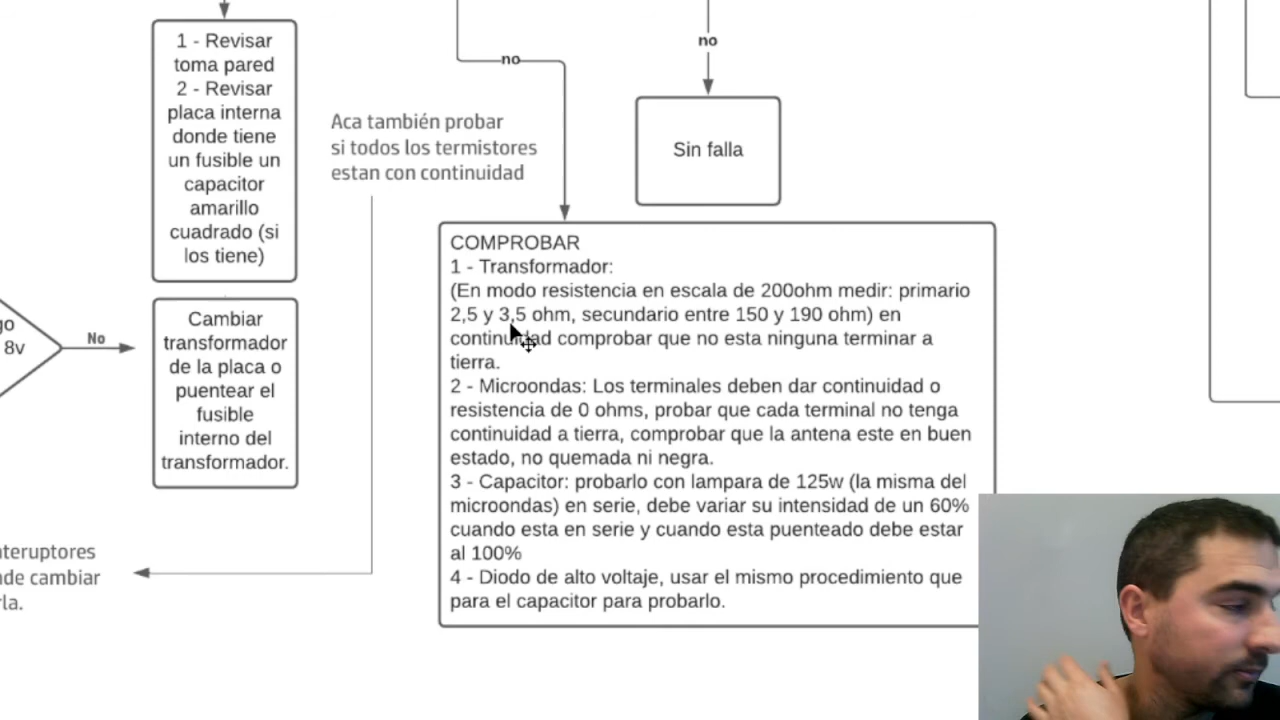 1 - Revisar
toma pared
2 - Revisar
placa interna
donde tiene
un fusible un
capacitor
amarillo
cuadrado (si
los tiene)
go
8v
No
Cambiar
transformador
de la placa o
puentear el
fusible
interno del
transformador.
Aca también probar
si todos los termistores
estan con continuidad
no
no
Sin falla
COMPROBAR
1 - Transformador:
(En modo resistencia en escala de 200ohm medir: primario
2,5 y 3,5 ohm, secundario entre 150 y 190 ohm) en
continuidad comprobar que no esta ninguna terminar a
tierra.
2 - Microondas: Los terminales deben dar continuidad o
resistencia de 0 ohms, probar que cada terminal no tenga
continuidad a tierra, comprobar que la antena este en buen
estado, no quemada ni negra.
3 - Capacitor: probarlo con lampara de 125w (la misma del
microondas) en serie, debe variar su intensidad de un 60%
cuando esta en serie y cuando esta puenteado debe estar
al 100%
4 - Diodo de alto voltaje, usar el mismo procedimiento que
para el capacitor para probarlo.
nteruptores
nde cambiar
rla.